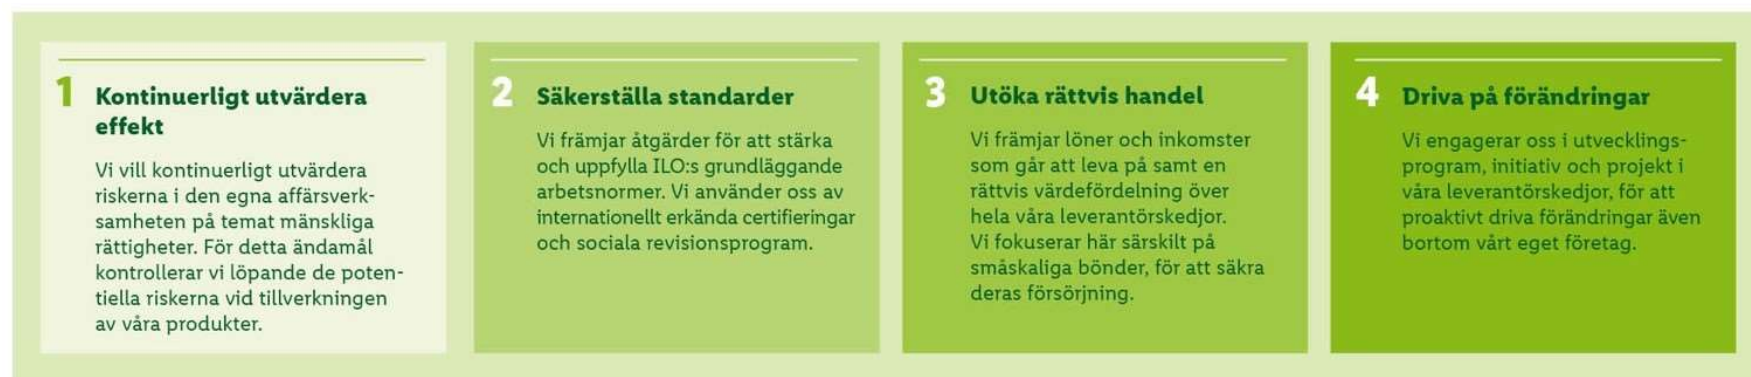 1
Kontinuerligt utvärdera
effekt
Vi vill kontinuerligt utvärdera
riskerna i den egna affärsverk-
samheten på temat mänskliga
rättigheter. För detta ändamål
kontrollerar vi löpande de poten-
tiella riskerna vid tillverkningen
av våra produkter.
2
Säkerställa standarder
Vi främjar åtgärder för att stärka
och uppfylla ILO:s grundläggande
arbetsnormer. Vi använder oss av
internationellt erkända certifieringar
och sociala revisionsprogram.
3
Utöka rättvis handel
Vi främjar löner och inkomster
som går att leva på samt en
rättvis värdefördelning över
hela våra leverantörskedjor.
Vi fokuserar här särskilt på
småskaliga bönder, för att säkra
deras försörjning.
4
Driva på förändringar
Vi engagerar oss i utvecklings-
program, initiativ och projekt i
våra leverantörskedjor, för att
proaktivt driva förändringar även
bortom vårt eget företag.